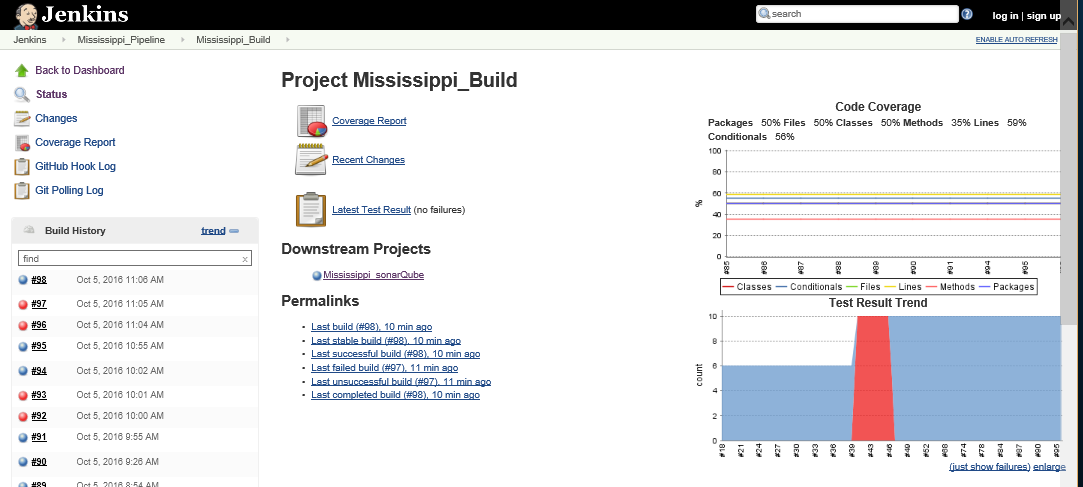 Jenkins
search
log in | sign up
Jenkins Mississippi_Pipeline Mississippi_Build
ENABLE AUTO REFRESH
Back to Dashboard
Status
Changes
Coverage Report
GitHub Hook Log
Git Polling Log
Build History trend
find x
#98 Oct 5, 2016 11:06 AM
#97 Oct 5, 2016 11:05 AM
#96 Oct 5, 2016 11:04 AM
#95 Oct 5, 2016 10:55 AM
#94 Oct 5, 2016 10:02 AM
#93 Oct 5, 2016 10:01 AM
#92 Oct 5, 2016 10:00 AM
#91 Oct 5, 2016 9:55 AM
#90 Oct 5, 2016 9:26 AM
#89 Oct 5, 2016 8:54 AM
Project Mississippi_Build
Coverage Report
Recent Changes
Latest Test Result (no failures)
Downstream Projects
Mississippi_sonarQube
Permalinks
Last build (#98), 10 min ago
Last stable build (#98), 10 min ago
Last successful build (#98), 10 min ago
Last failed build (#97), 11 min ago
Last unsuccessful build (#97), 11 min ago
Last completed build (#98), 10 min ago
Code Coverage
Packages 50% Files 50% Classes 50% Methods 35% Lines 59%
Conditionals 56%
100
80
60
40
20
0
%
#85 #86 #87 #88 #89 #90 #91 #94 #95
Classes Conditionals Files Lines Methods Packages
Test Result Trend
10
8
6
4
2
0
count
#18 #21 #24 #27 #30 #33 #36 #39 #43 #46 #49 #52 #68 #74 #78 #84 #87 #90 #95
(just show failures) enlarge